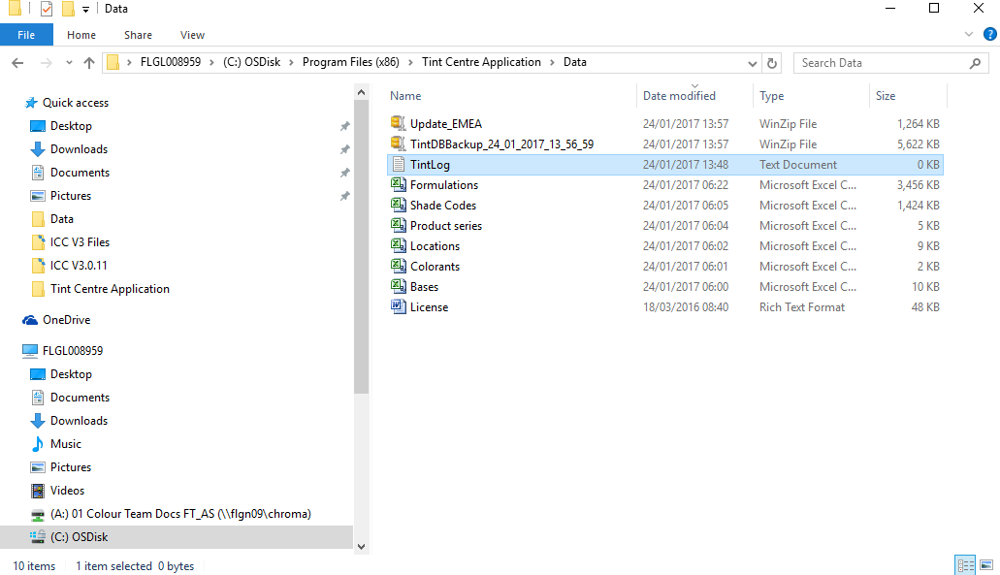 Data
File Home Share View
FLGL008959 > (C:) OSDisk > Program Files (x86) > Tint Centre Application > Data
Search Data
Quick access
Desktop
Downloads
Documents
Pictures
Data
ICC V3 Files
ICC V3.0.11
Tint Centre Application
OneDrive
FLGL008959
Desktop
Documents
Downloads
Music
Pictures
Videos
(A:) 01 Colour Team Docs FT_AS (\\flgn09\chroma)
(C:) OSDisk
Name Date modified Type Size
Update_EMEA 24/01/2017 13:57 WinZip File 1,264 KB
TintDBBackup_24_01_2017_13_56_59 24/01/2017 13:57 WinZip File 5,622 KB
TintLog 24/01/2017 13:48 Text Document 0 KB
Formulations 24/01/2017 06:22 Microsoft Excel C... 3,456 KB
Shade Codes 24/01/2017 06:05 Microsoft Excel C... 1,424 KB
Product series 24/01/2017 06:04 Microsoft Excel C... 5 KB
Locations 24/01/2017 06:02 Microsoft Excel C... 9 KB
Colorants 24/01/2017 06:01 Microsoft Excel C... 2 KB
Bases 24/01/2017 06:00 Microsoft Excel C... 10 KB
License 18/03/2016 08:40 Rich Text Format 48 KB
10 items 1 item selected 0 bytes